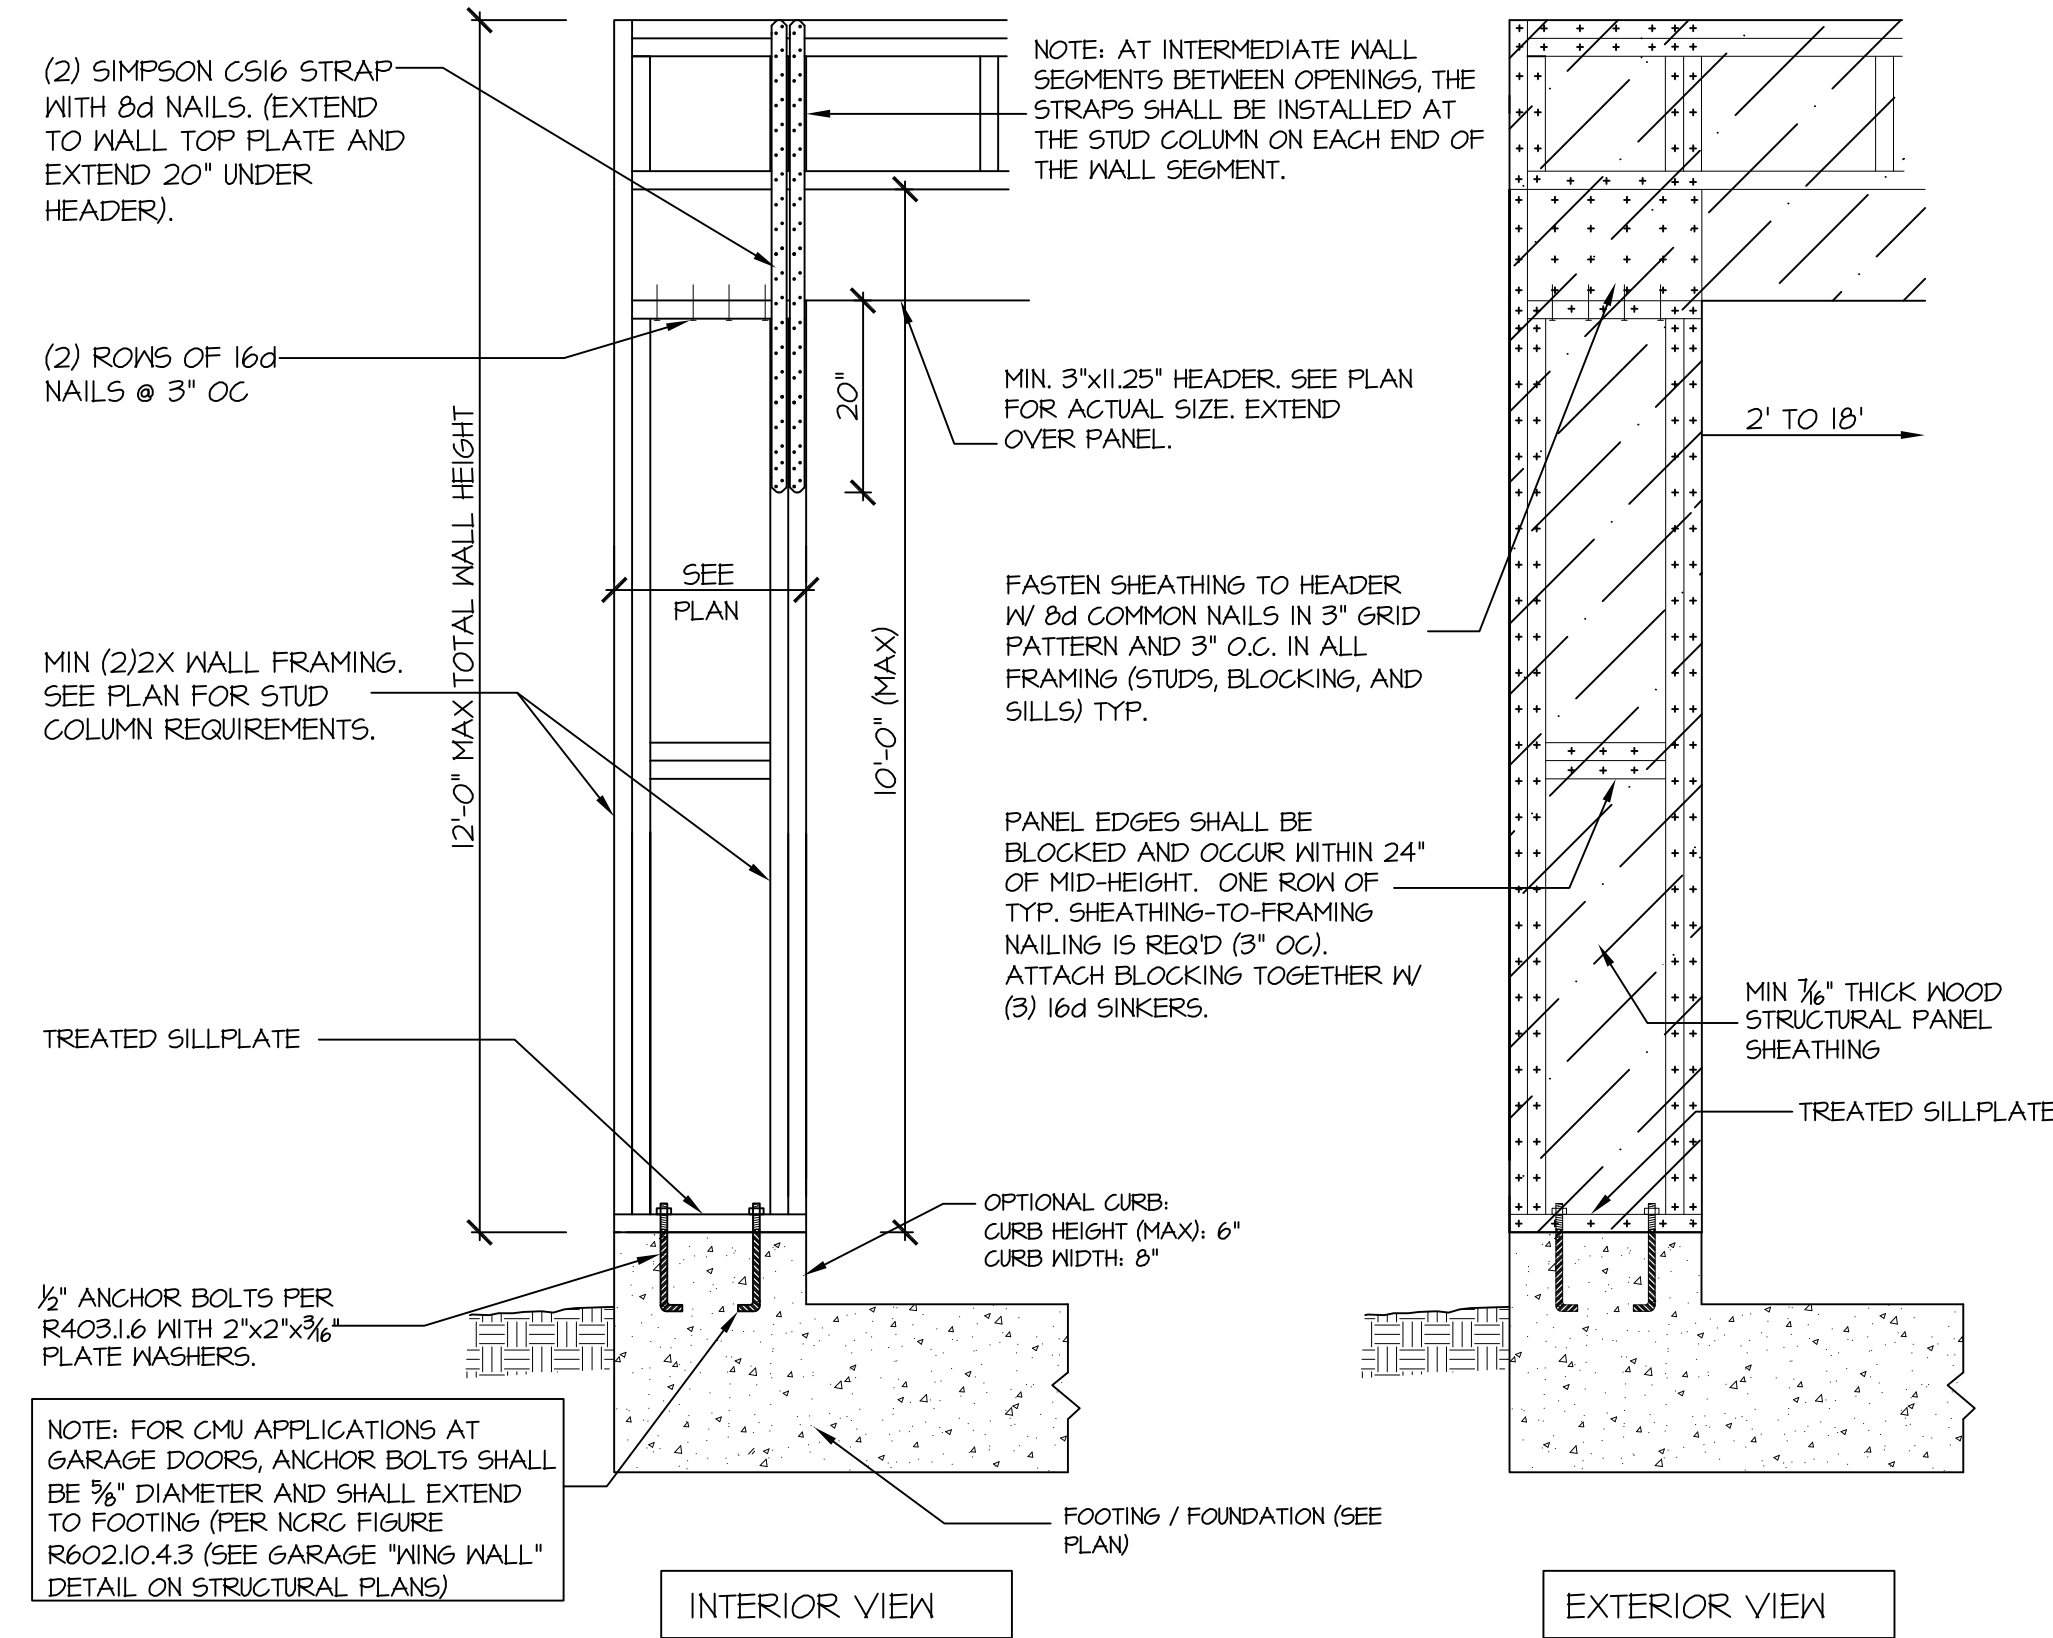 (2) SIMPSON CS16 STRAP
WITH 8d NAILS. (EXTEND
TO WALL TOP PLATE AND
EXTEND 20" UNDER
HEADER).
(2) ROWS OF 16d
NAILS @ 3" OC
12'-0" MAX TOTAL WALL HEIGHT
MIN (2)2X WALL FRAMING.
SEE PLAN FOR STUD
COLUMN REQUIREMENTS.
TREATED SILLPLATE
½" ANCHOR BOLTS PER
R403.1.6 WITH 2"x2"x3/16"
PLATE WASHERS.
NOTE: FOR CMU APPLICATIONS AT
GARAGE DOORS, ANCHOR BOLTS SHALL
BE ⅝" DIAMETER AND SHALL EXTEND
TO FOOTING (PER NCRC FIGURE
R602.10.4.3 (SEE GARAGE "WING WALL"
DETAIL ON STRUCTURAL PLANS)
SEE
PLAN
20"
10'-0" (MAX)
NOTE: AT INTERMEDIATE WALL
SEGMENTS BETWEEN OPENINGS, THE
STRAPS SHALL BE INSTALLED AT
THE STUD COLUMN ON EACH END OF
THE WALL SEGMENT.
MIN. 3"x11.25" HEADER. SEE PLAN
FOR ACTUAL SIZE. EXTEND
OVER PANEL.
FASTEN SHEATHING TO HEADER
W/ 8d COMMON NAILS IN 3" GRID
PATTERN AND 3" O.C. IN ALL
FRAMING (STUDS, BLOCKING, AND
SILLS) TYP.
PANEL EDGES SHALL BE
BLOCKED AND OCCUR WITHIN 24"
OF MID-HEIGHT. ONE ROW OF
TYP. SHEATHING-TO-FRAMING
NAILING IS REQ'D (3" OC).
ATTACH BLOCKING TOGETHER W/
(3) 16d SINKERS.
OPTIONAL CURB:
CURB HEIGHT (MAX): 6"
CURB WIDTH: 8"
FOOTING / FOUNDATION (SEE
PLAN)
INTERIOR VIEW
2' TO 18'
MIN 7/16" THICK WOOD
STRUCTURAL PANEL
SHEATHING
TREATED SILLPLATE
EXTERIOR VIEW